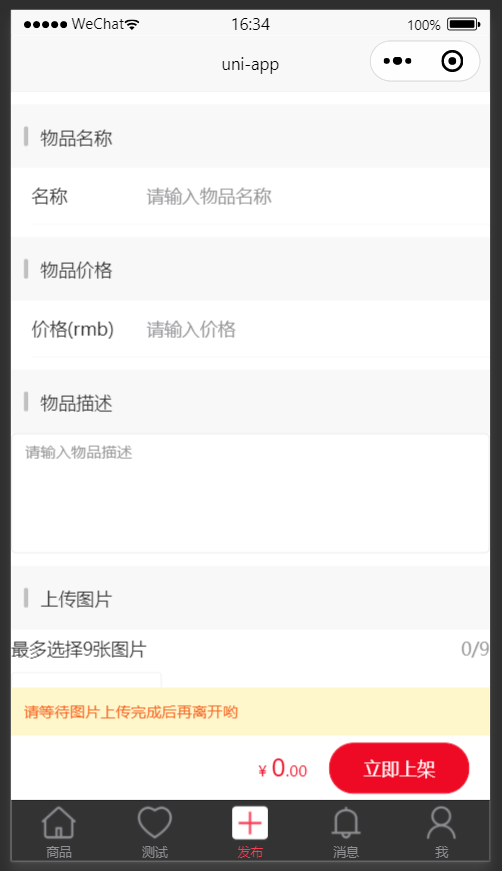 WeChat 16:34 100%
uni-app
物品名称
名称 请输入物品名称
物品价格
价格(rmb) 请输入价格
物品描述
请输入物品描述
上传图片
最多选择9张图片 0/9
请等待图片上传完成后再离开哟
¥ 0.00 立即上架
商品 测试 发布 消息 我